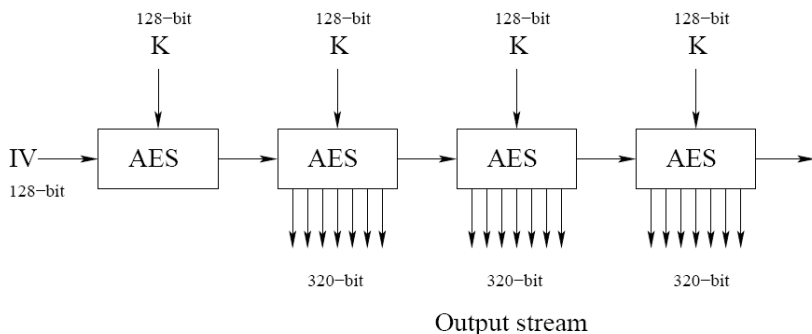 128−bit 128−bit 128−bit 128−bit
K K K K
IV AES AES AES AES
128−bit
320−bit 320−bit 320−bit
Output stream